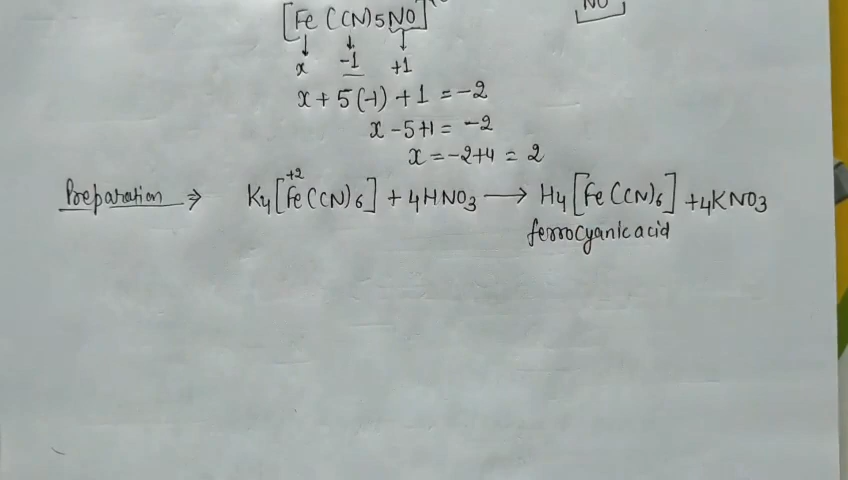 [Fe (CN)5NO]
NO
x -1 +1
x + 5(-1) + 1 = -2
x - 5 + 1 = -2
x = -2+4 = 2
Preparation ⇒ K4[Fe(CN)6] + 4HNO3 → H4[Fe(CN)6] + 4KNO3
+2
ferrocyanic acid